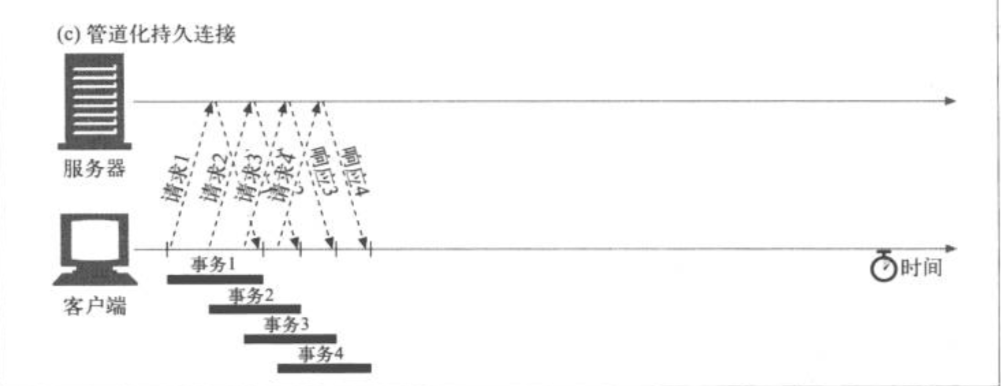 (c) 管道化持久连接
服务器
请求1
请求2
请求3
请求4
响应3
响应4
客户端
时间
事务1
事务2
事务3
事务4